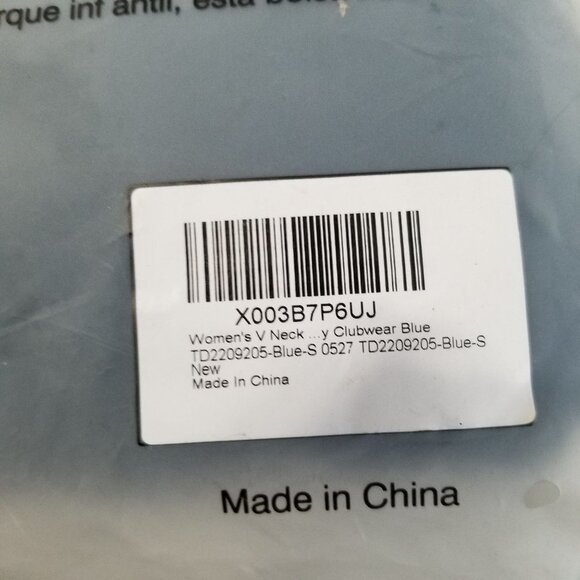 rque inf antil, esta
X003B7P6UJ
Women's V Neck ...y Clubwear Blue
TD2209205-Blue-S 0527 TD2209205-Blue-S
New
Made In China
Made in China